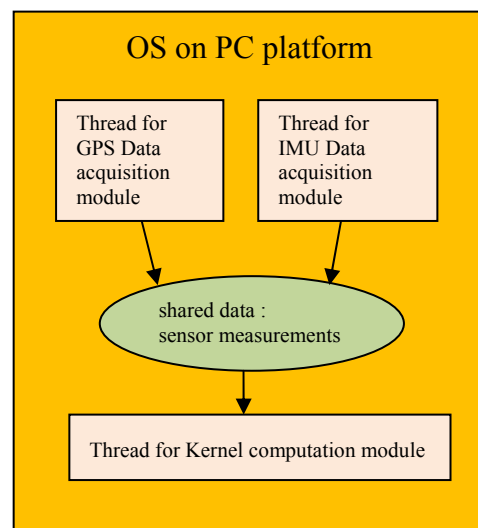 OS on PC platform
Thread for
GPS Data
acquisition
module
Thread for
IMU Data
acquisition
module
shared data :
sensor measurements
Thread for Kernel computation module